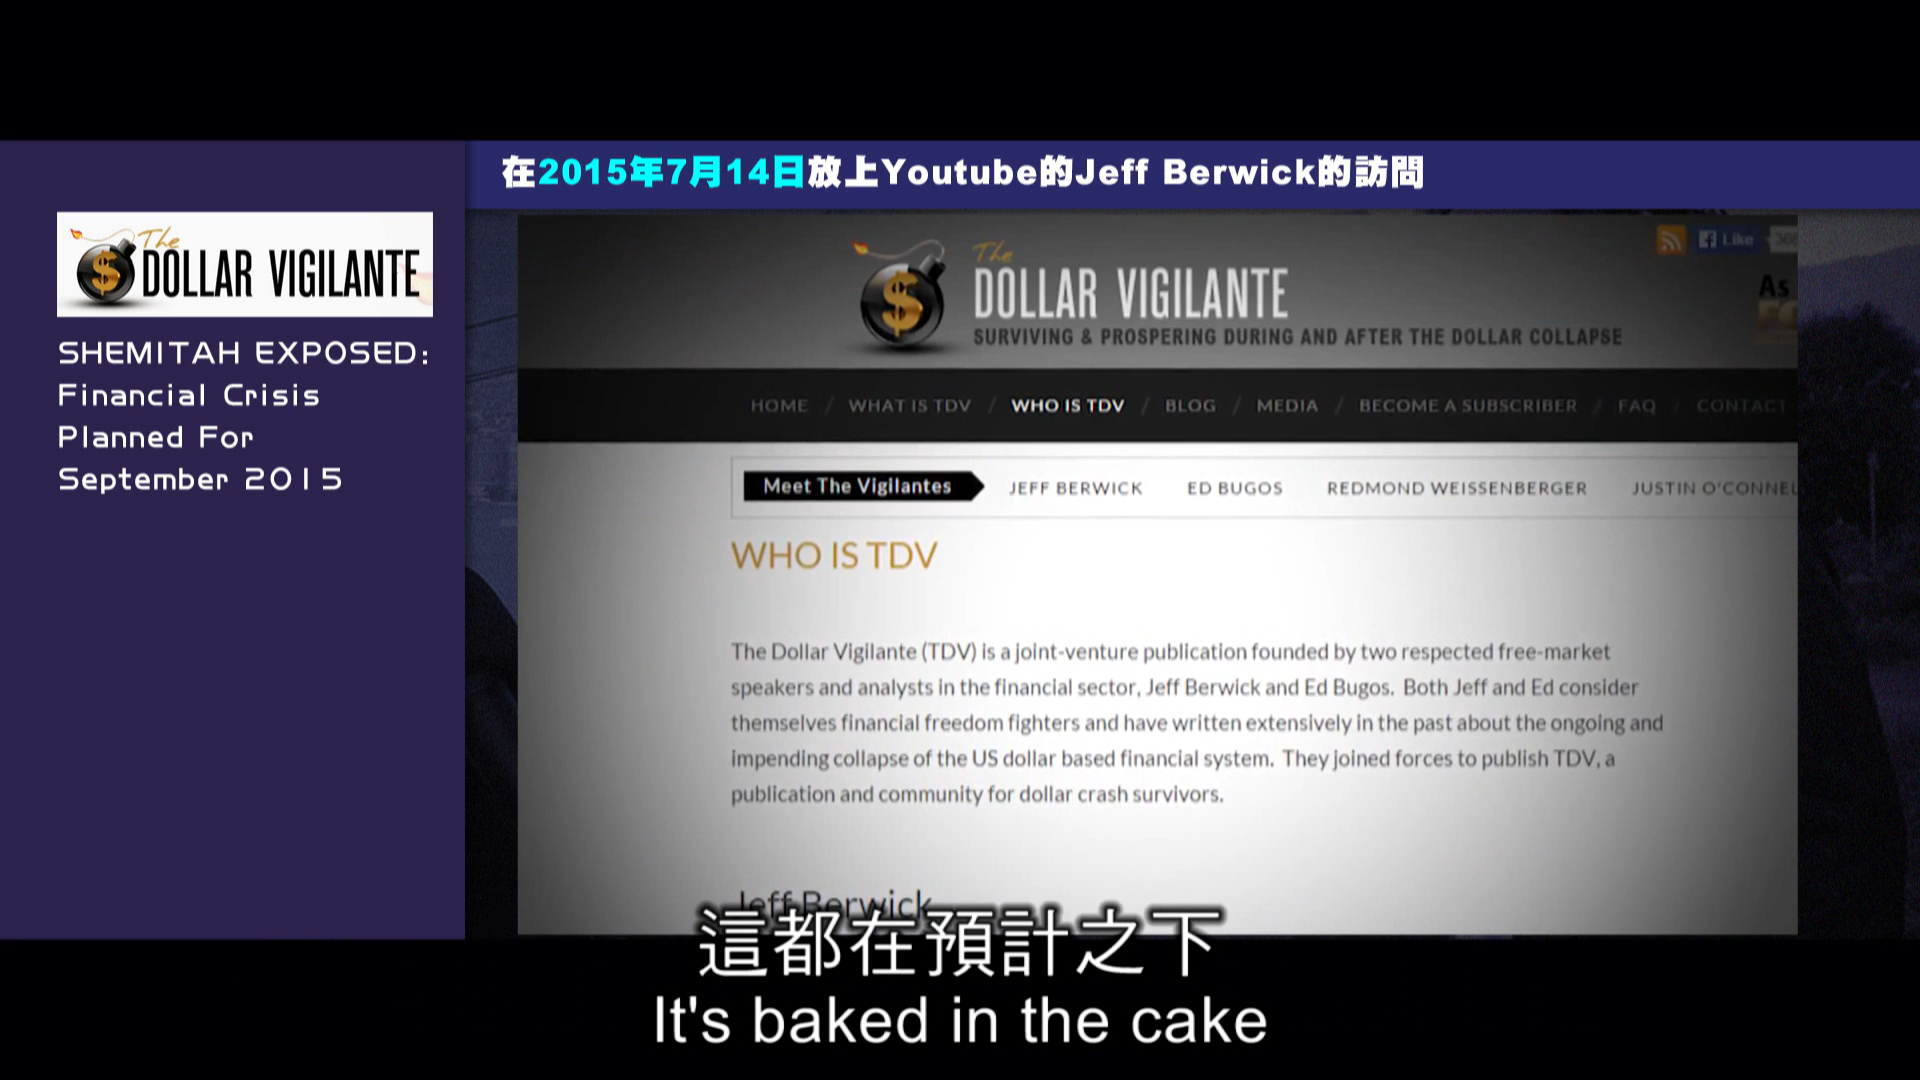 在2015年7月14日放上Youtube的Jeff Berwick的訪問
The
DOLLAR VIGILANTE
SHEMITAH EXPOSED:
Financial Crisis
Planned For
September 2015
The
DOLLAR VIGILANTE
SURVIVING & PROSPERING DURING AND AFTER THE DOLLAR COLLAPSE
Like
As
HOME / WHAT IS TDV / WHO IS TDV / BLOG / MEDIA / BECOME A SUBSCRIBER / FAQ / CONTACT
Meet The Vigilantes JEFF BERWICK ED BUGOS REDMOND WEISSENBERGER JUSTIN O'CONNEL
WHO IS TDV
The Dollar Vigilante (TDV) is a joint-venture publication founded by two respected free-market
speakers and analysts in the financial sector, Jeff Berwick and Ed Bugos. Both Jeff and Ed consider
themselves financial freedom fighters and have written extensively in the past about the ongoing and
impending collapse of the US dollar based financial system. They joined forces to publish TDV, a
publication and community for dollar crash survivors.
Jeff Berwick
這都在預計之下
It's baked in the cake